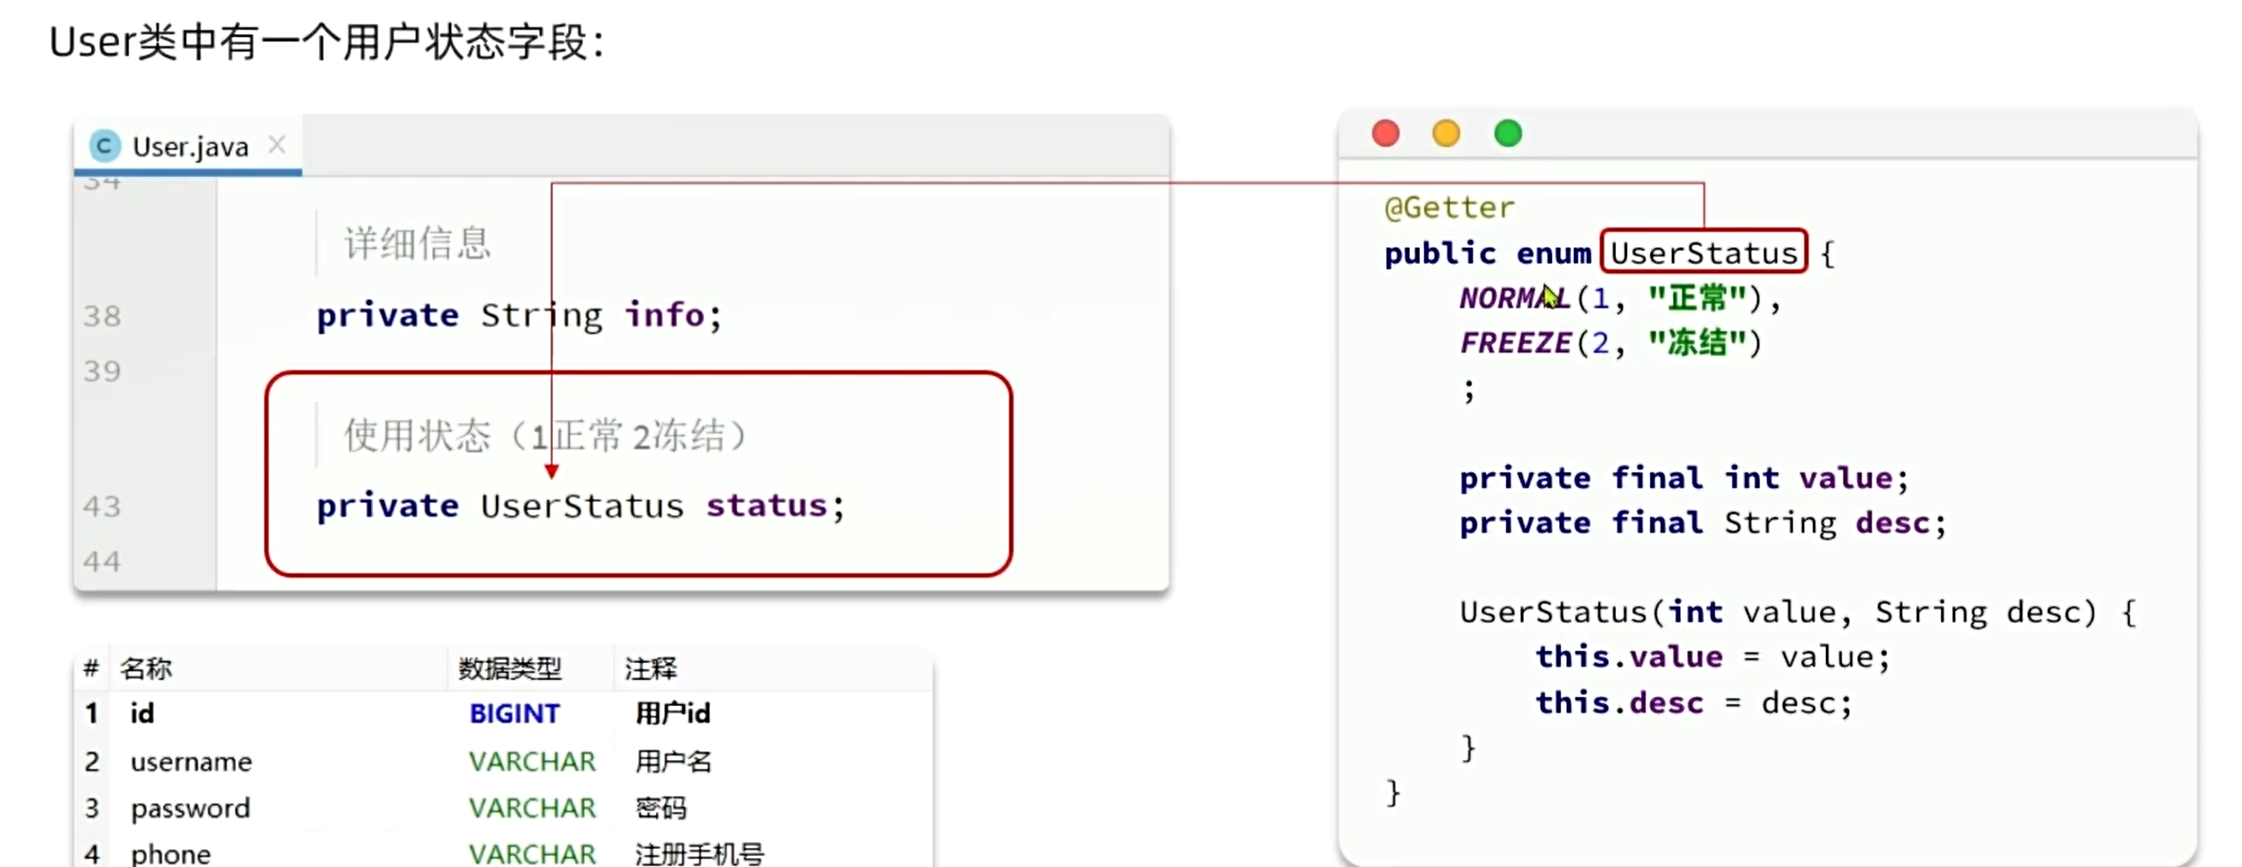 User类中有一个用户状态字段：
User.java
34
详细信息
38 private String info;
39
使用状态（1正常 2冻结）
43 private UserStatus status;
44
# 名称 数据类型 注释
1 id BIGINT 用户id
2 username VARCHAR 用户名
3 password VARCHAR 密码
4 phone VARCHAR 注册手机号
@Getter
public enum UserStatus {
NORMAL(1, "正常"),
FREEZE(2, "冻结")
;
private final int value;
private final String desc;
UserStatus(int value, String desc) {
this.value = value;
this.desc = desc;
}
}